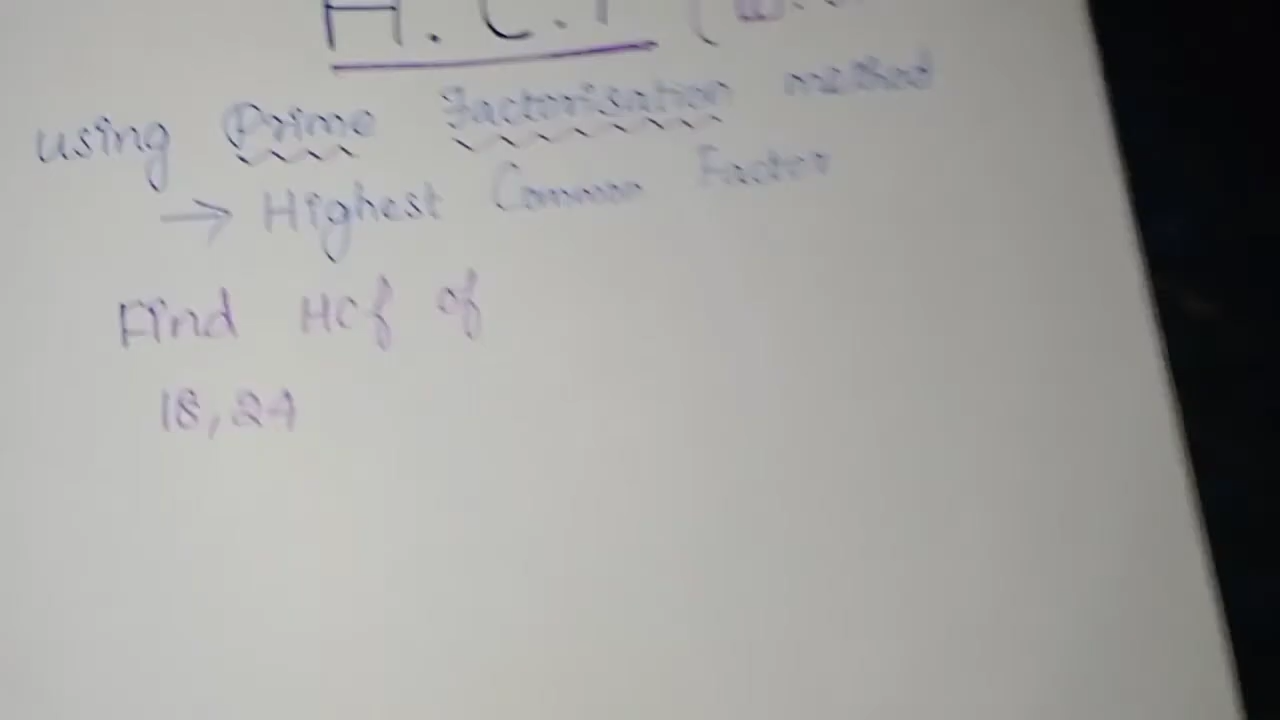 H.C.F (
using Prime Factorisation method
→ Highest Common Factor
Find HCf of
18, 24